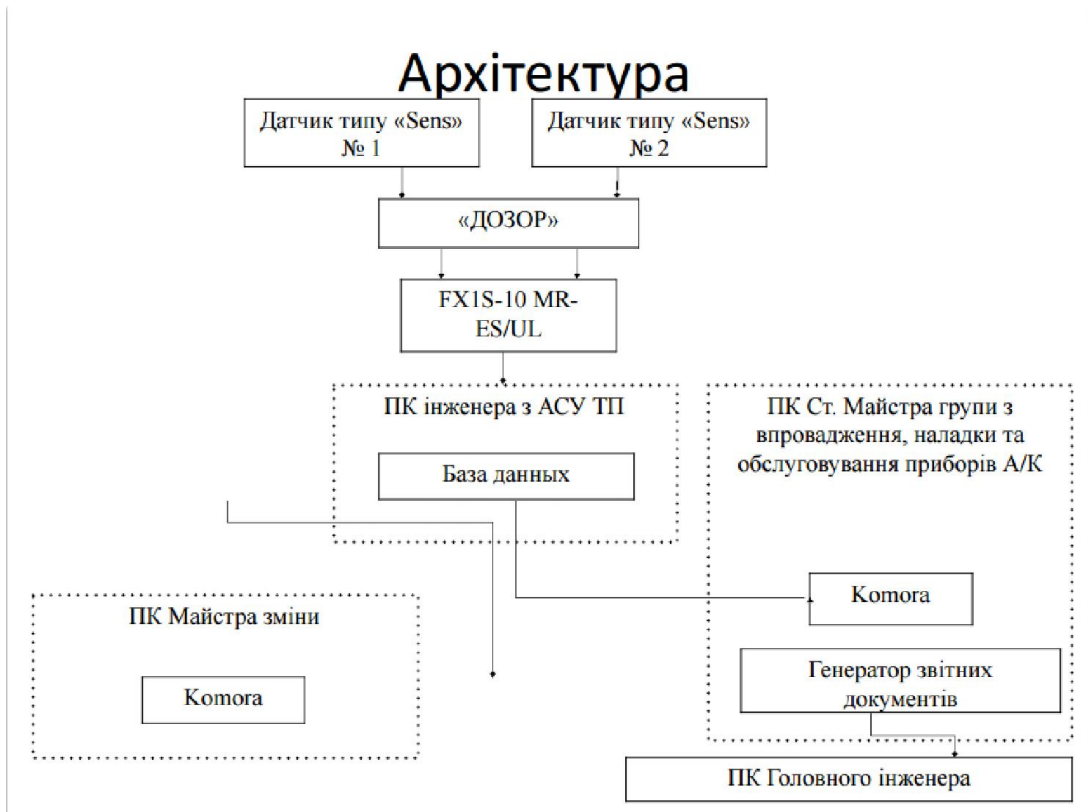 Архітектура
Датчик типу «Sens»
№ 1
Датчик типу «Sens»
№ 2
«ДОЗОР»
FX1S-10 MR-
ES/UL
ПК інженера з АСУ ТП
База данных
ПК Ст. Майстра групи з
впровадження, наладки та
обслуговування приборів А/К
Komora
Генератор звітних
документів
ПК Майстра зміни
Komora
ПК Головного інженера